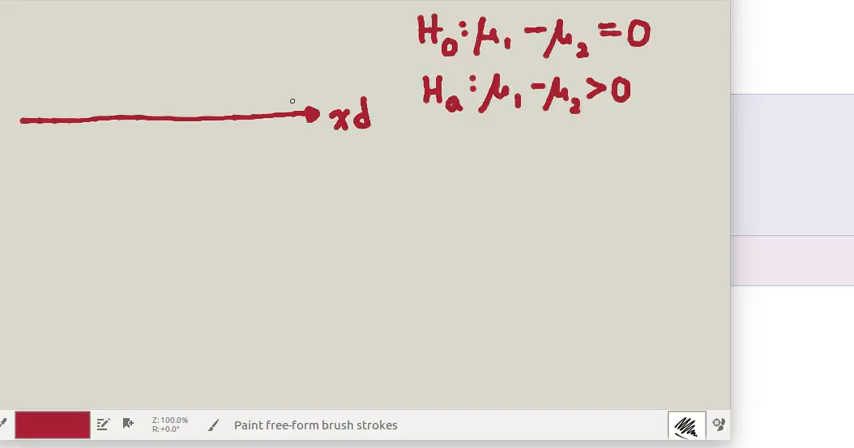 H₀: μ₁ - μ₂ = 0
Hₐ: μ₁ - μ₂ > 0
xd
Z: 100.0%
R: +0.0°
Paint free-form brush strokes